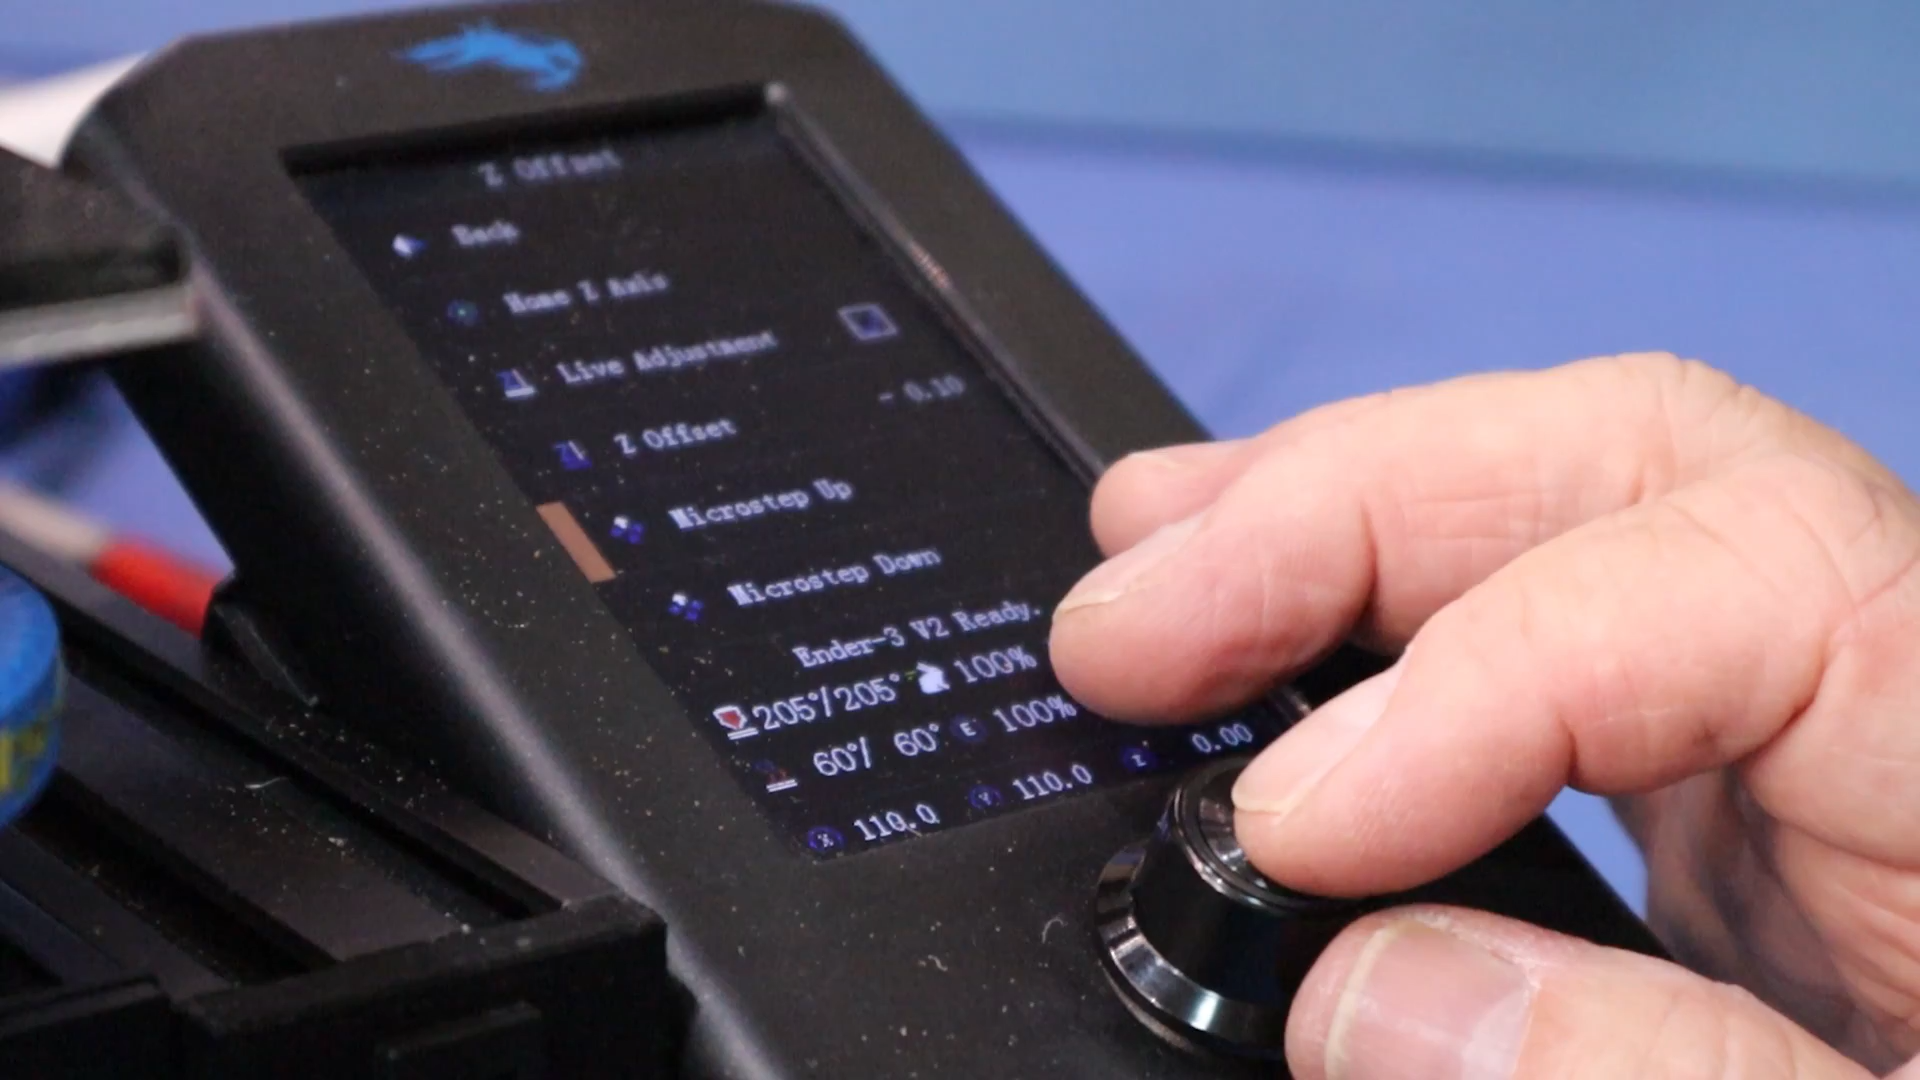 Z Offset
Back
Home Z Axis
Live Adjustment
Z Offset - 0.10
Microstep Up
Microstep Down
Ender-3 V2 Ready.
205°/205° 100%
60°/ 60° E 100%
X 110.0 Y 110.0 Z 0.00